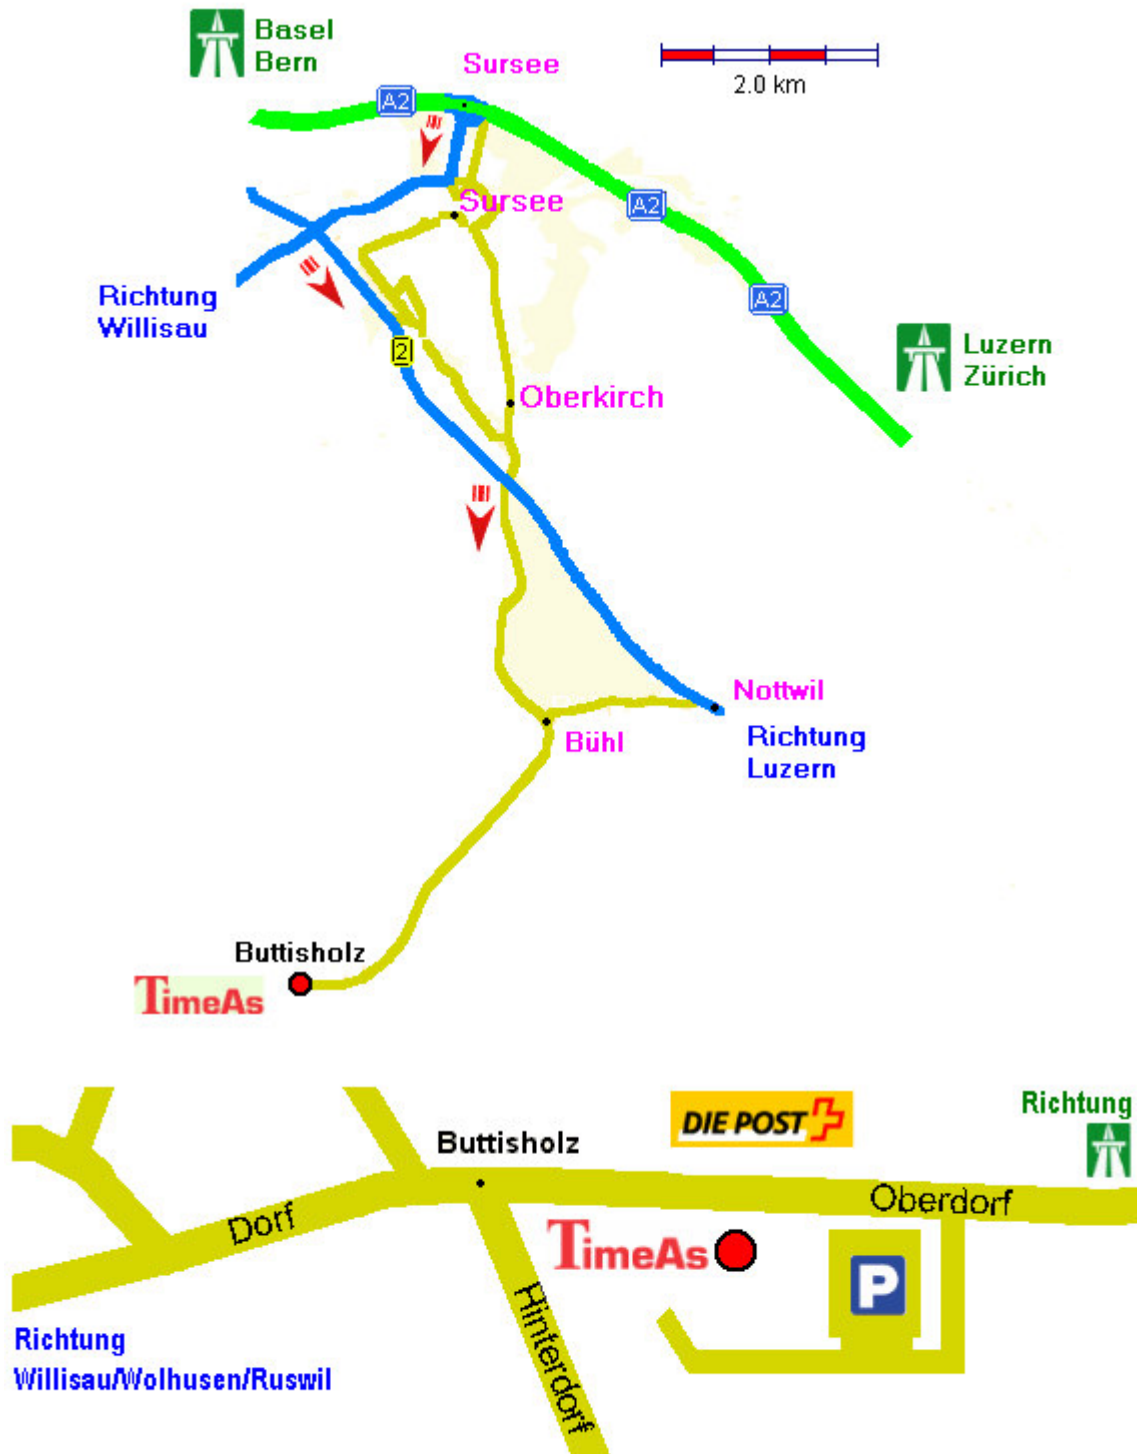 Basel
Bern
Sursee
2.0 km
A2
Sursee
A2
Richtung
Willisau
A2
2
Luzern
Zürich
Oberkirch
Nottwil
Bühl
Richtung
Luzern
Buttisholz
TimeAs
Richtung
DIE POST
Buttisholz
Oberdorf
Dorf
TimeAs
P
Hinterdorf
Richtung
Willisau/Wolhusen/Ruswil